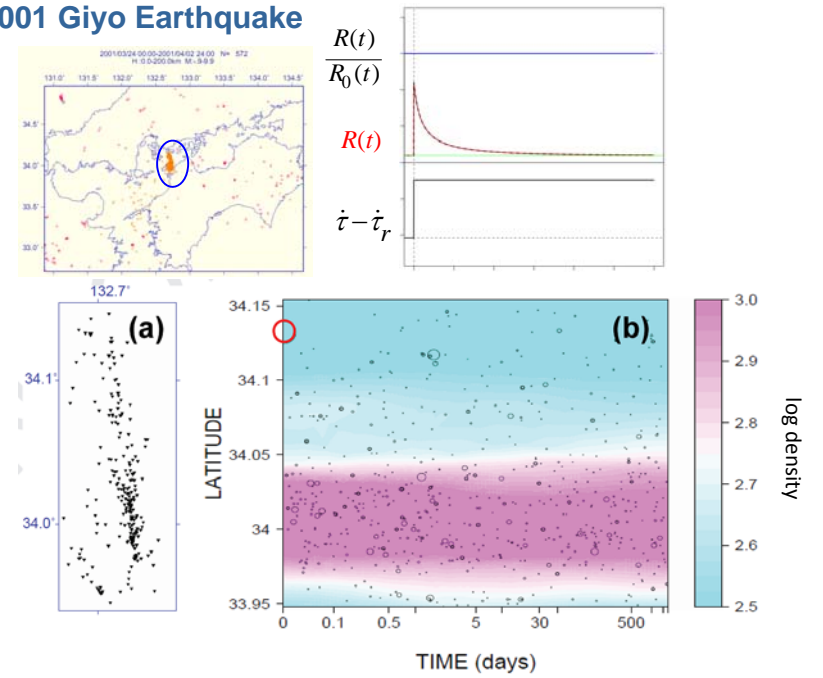 001 Giyo Earthquake
2001/03/24 00:00-2001/04/02 24:00 N= 572
H: 0.0-200.0km M:-.9-9.9
131.0° 131.5° 132.0° 132.5° 133.0° 133.5° 134.0° 134.5°
34.5°
34.0°
33.5°
33.0°
R(t)
R₀(t)
R(t)
τ̇ − τ̇ᵣ
132.7°
(a)
34.1°
34.0°
(b)
34.15
34.1
34.05
34
33.95
LATITUDE
0 0.1 0.5 5 30 500
TIME (days)
3.0
2.9
2.8
2.7
2.6
2.5
log density